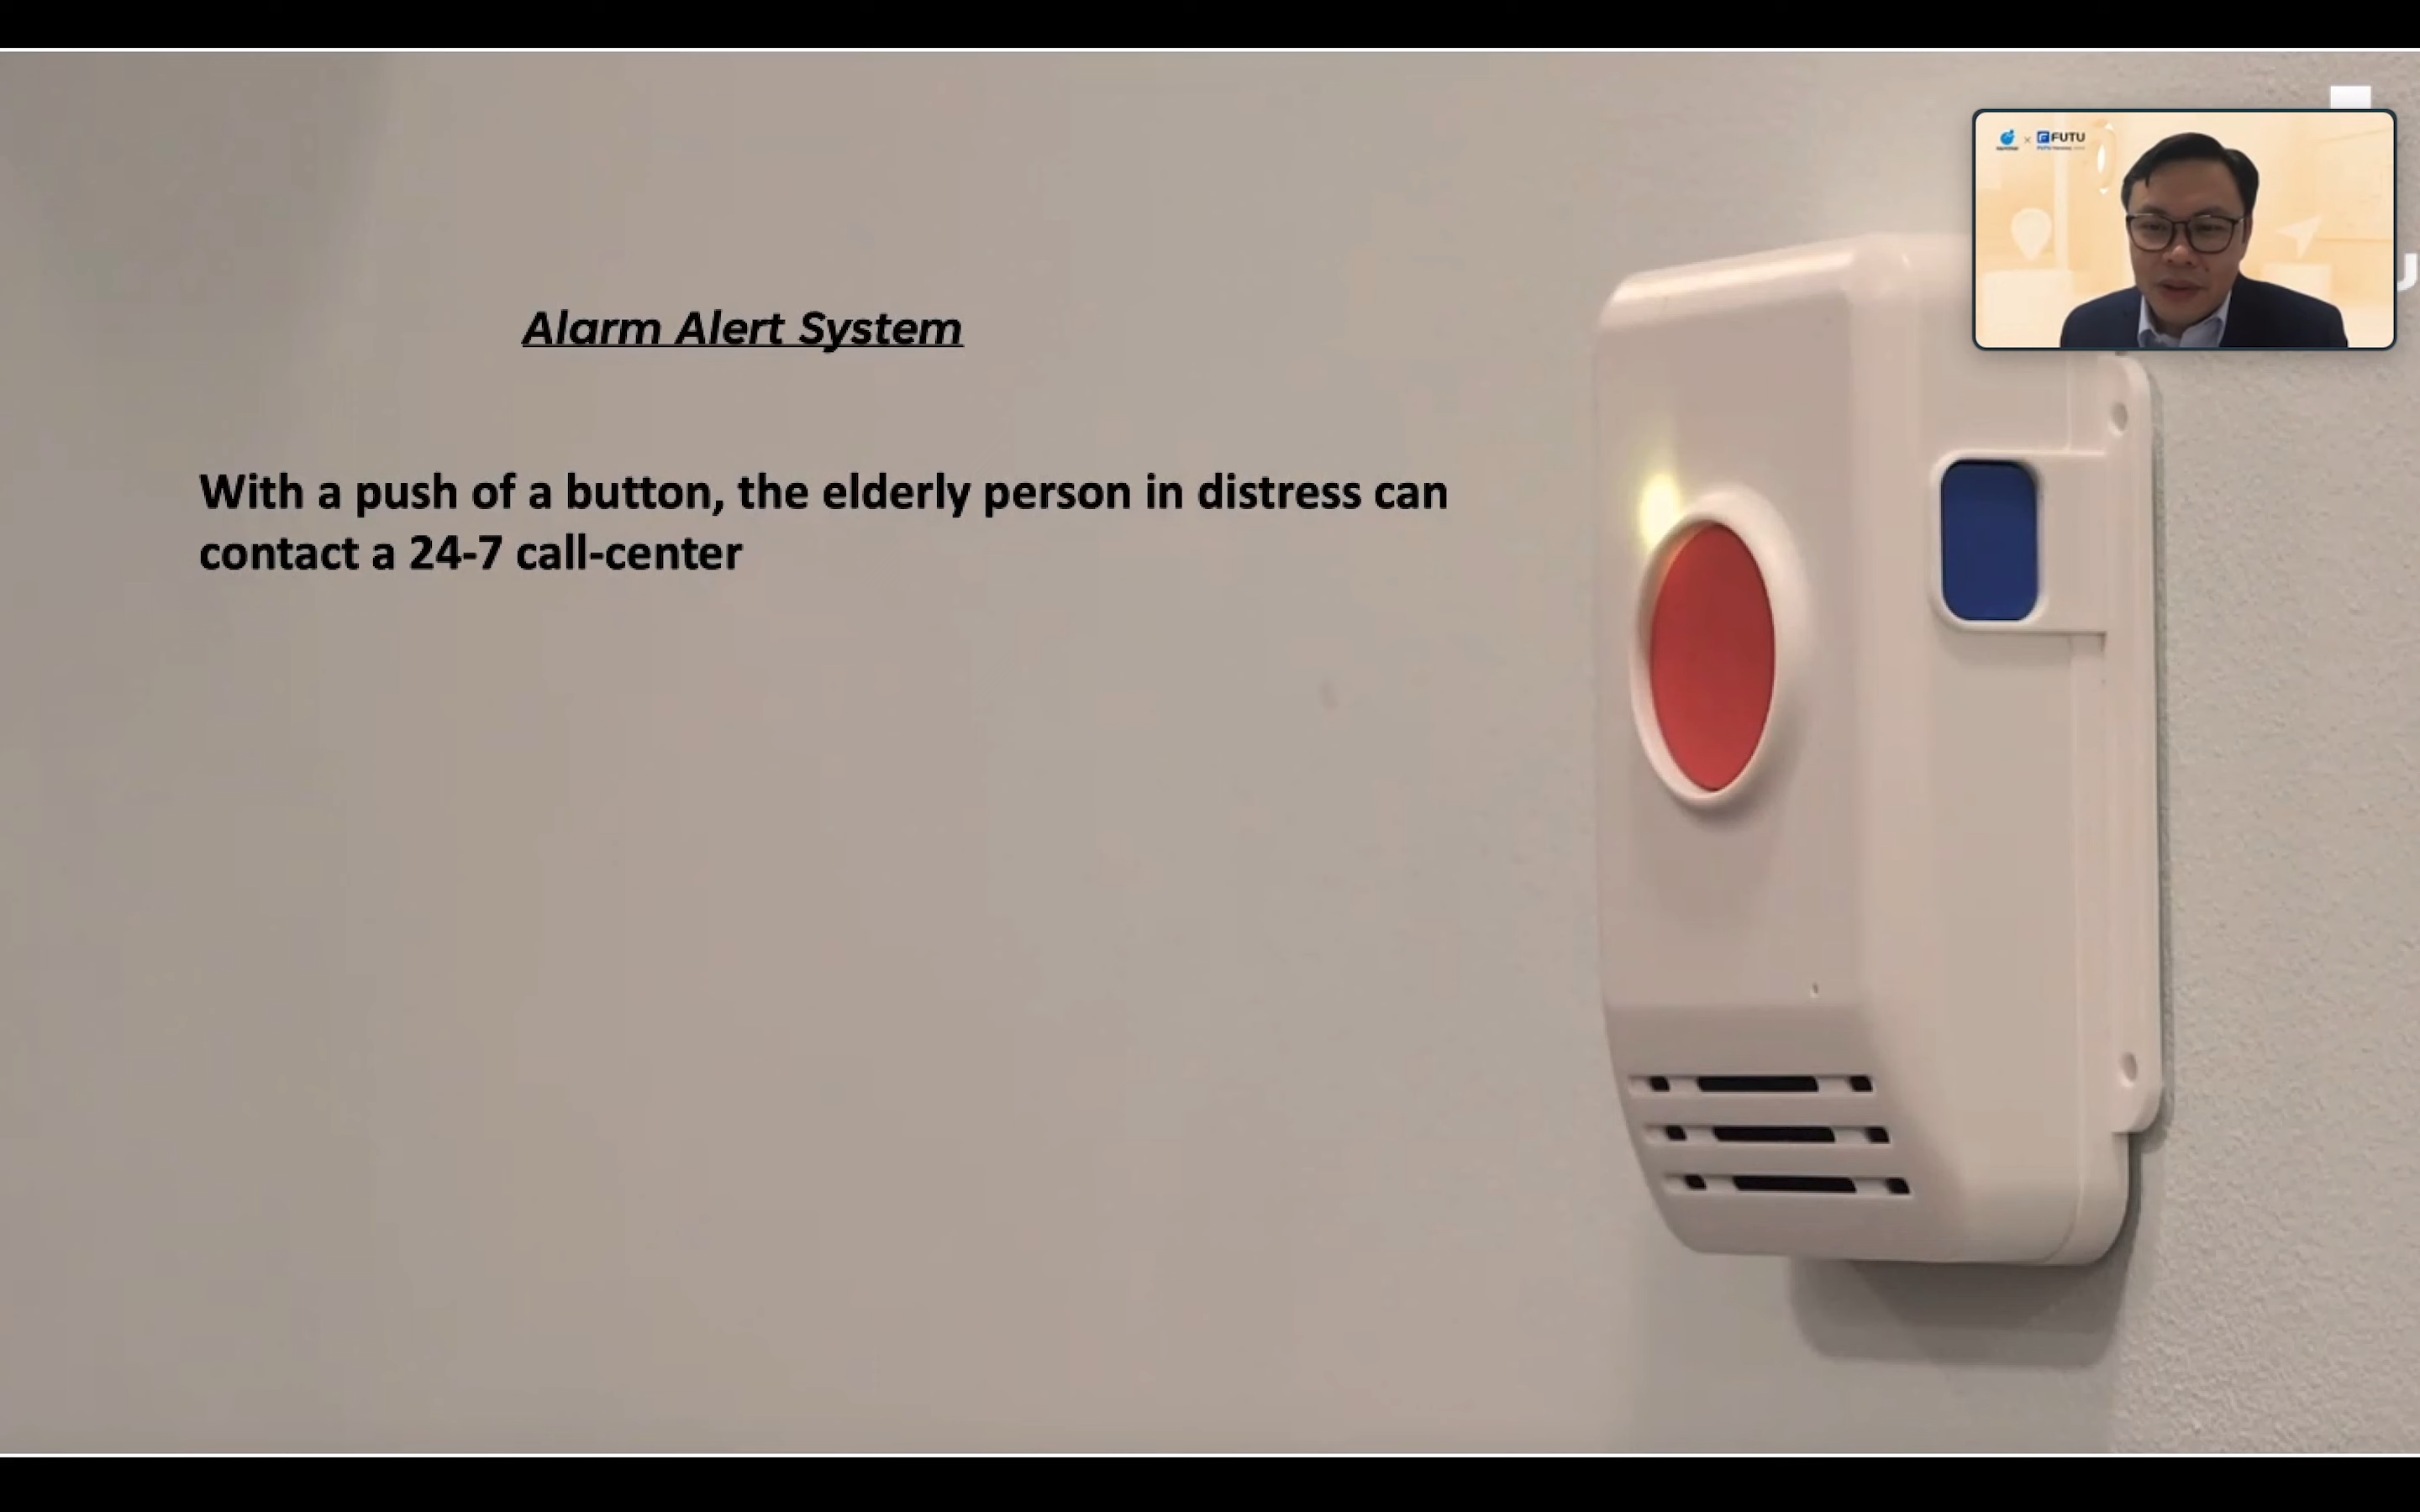 FUTU
Alarm Alert System
With a push of a button, the elderly person in distress can
contact a 24-7 call-center